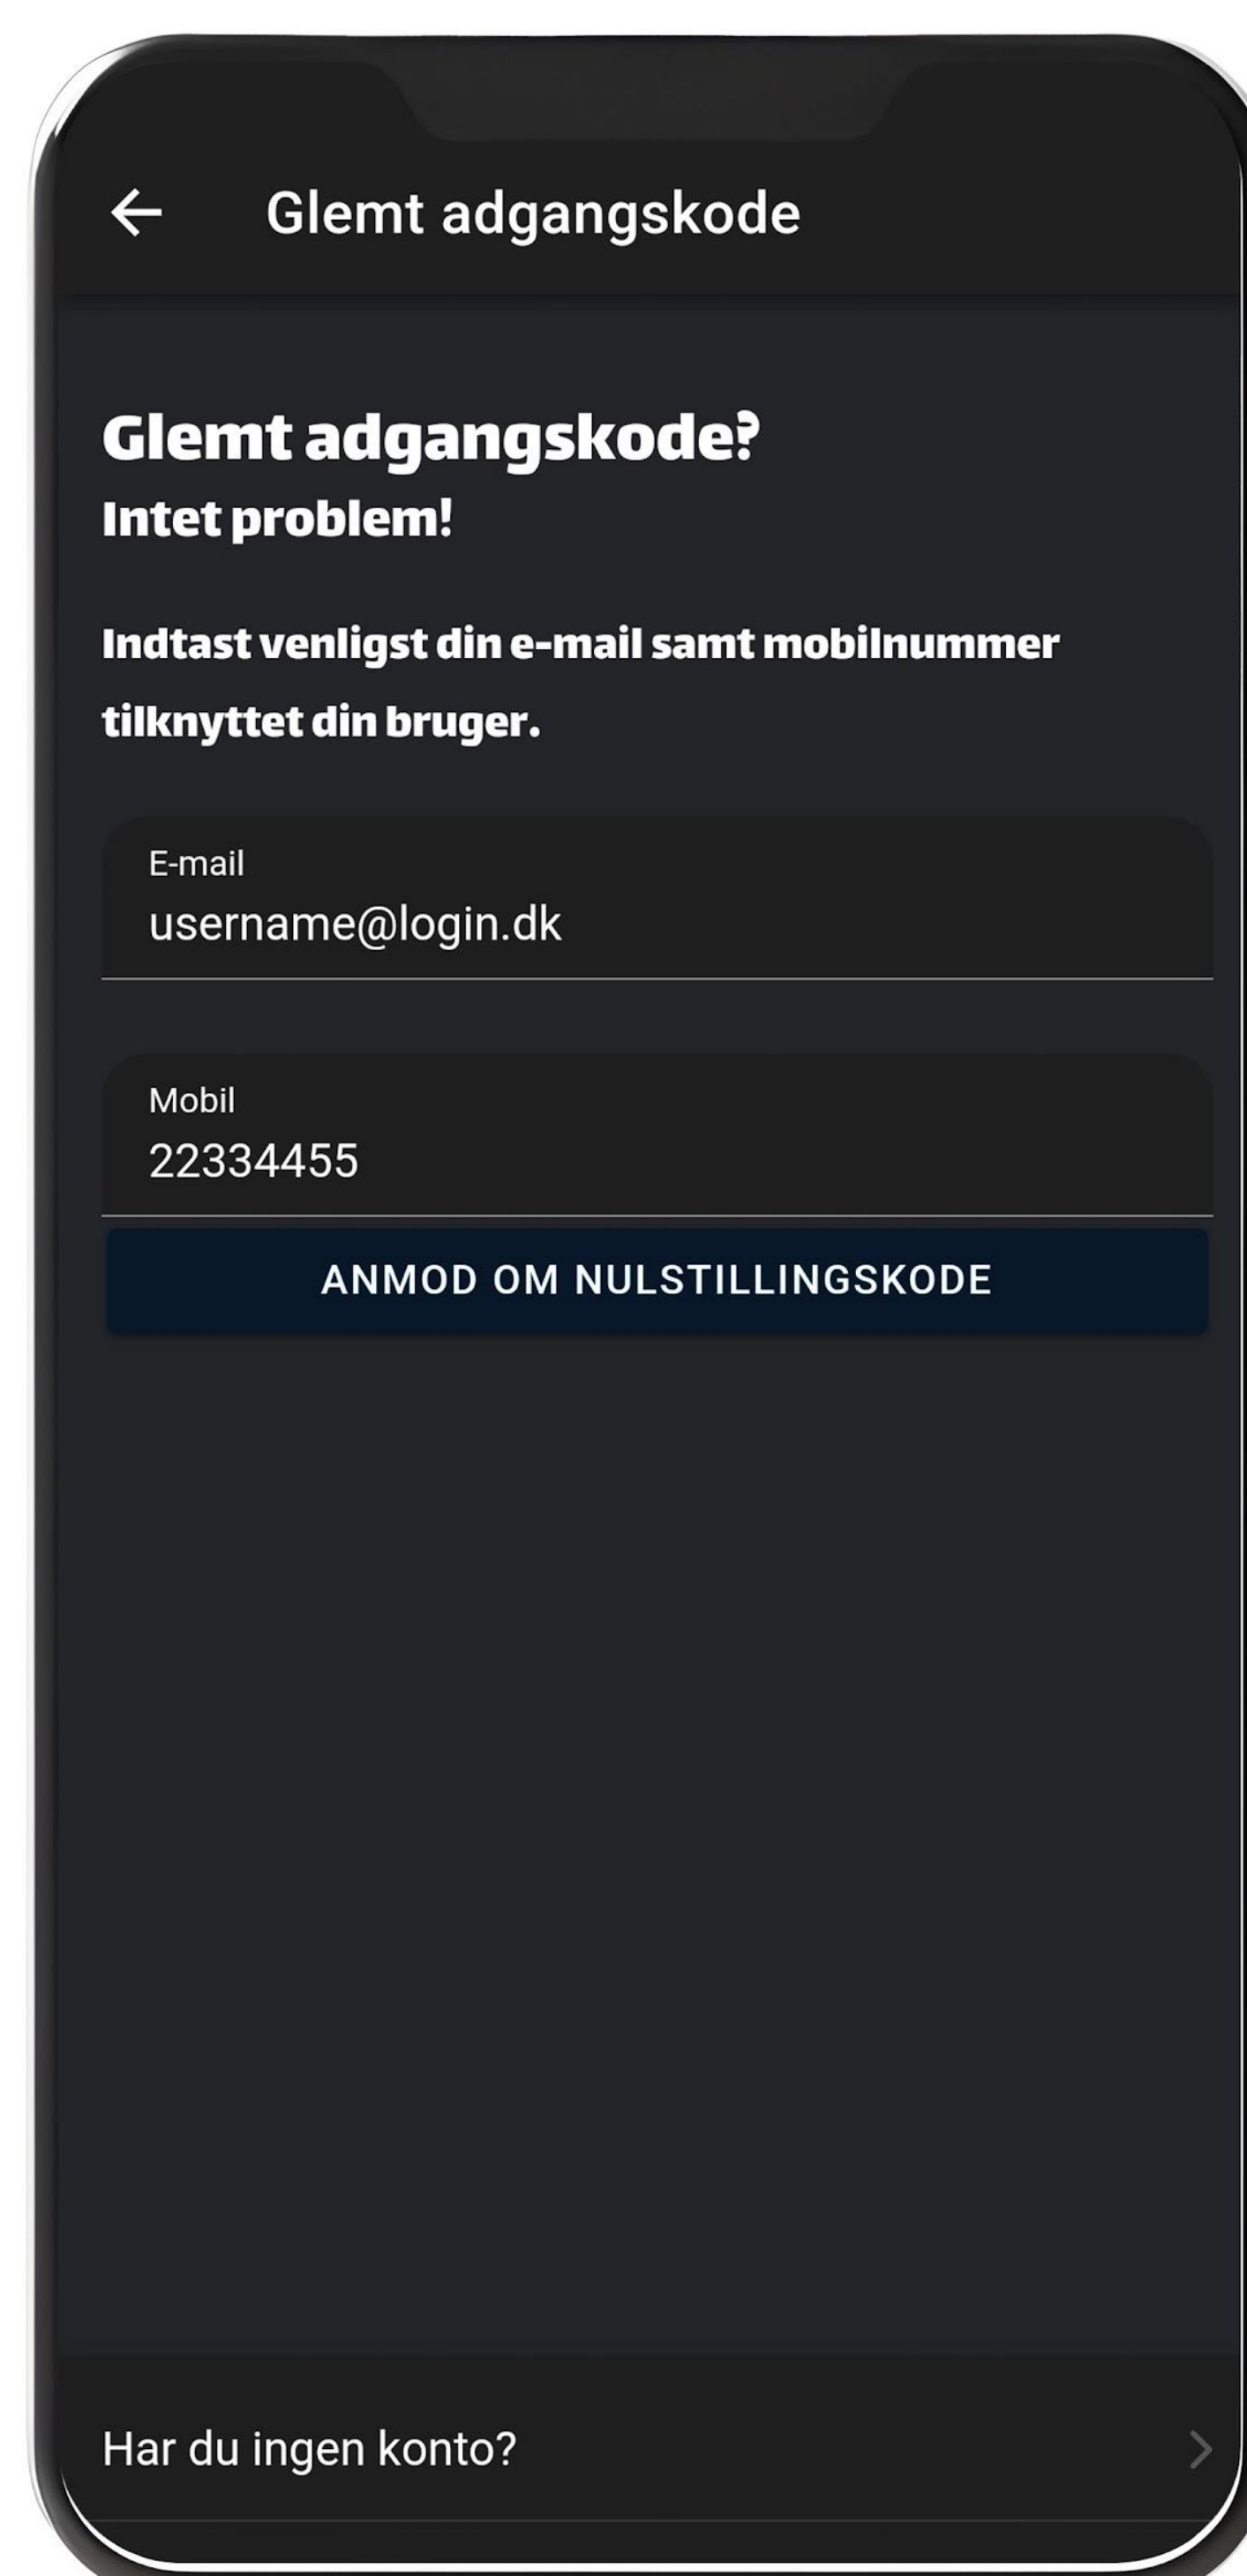 Glemt adgangskode
Glemt adgangskode?
Intet problem!
Indtast venligst din e-mail samt mobilnummer
tilknyttet din bruger.
E-mail
username@login.dk
Mobil
22334455
ANMOD OM NULSTILLINGSKODE
Har du ingen konto?